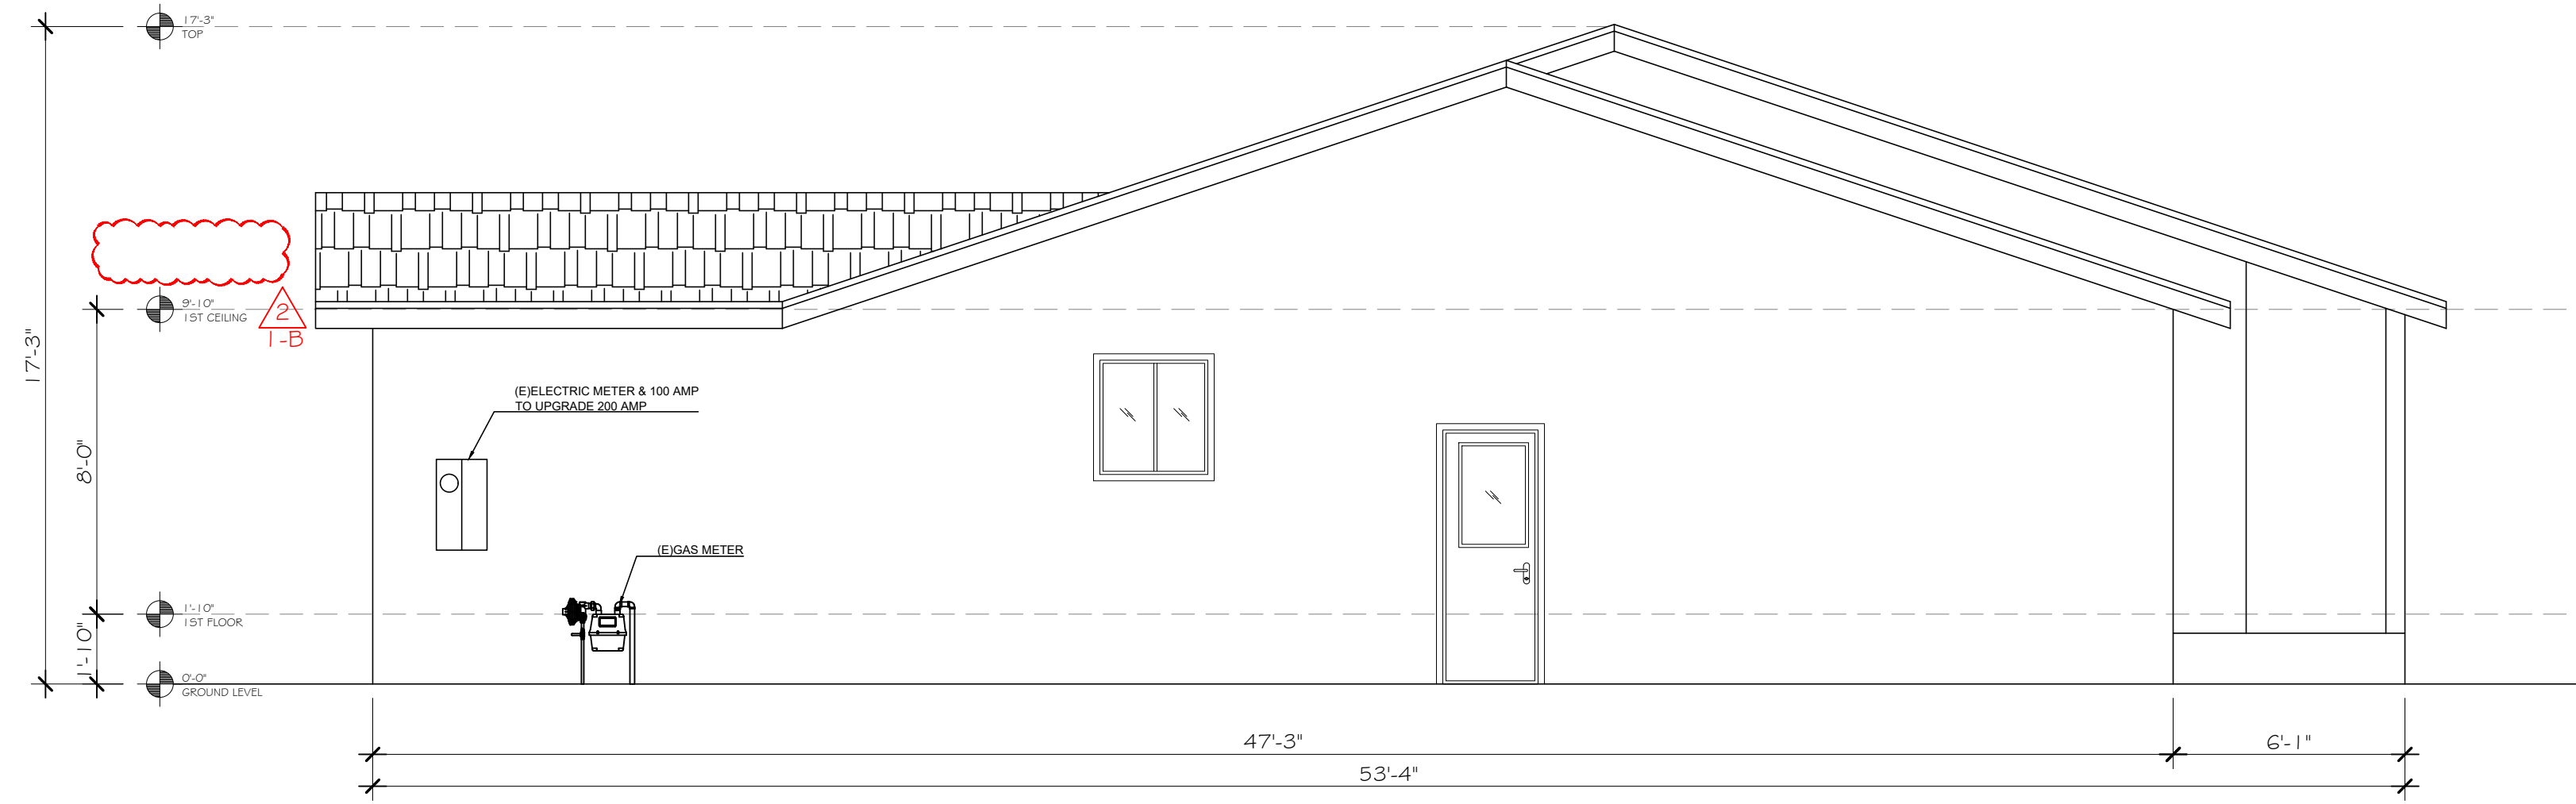 17'-3"
TOP
9'-10"
1ST CEILING
2
1-B
17'-3"
8'-0"
(E)ELECTRIC METER & 100 AMP
TO UPGRADE 200 AMP
(E)GAS METER
1'-10"
1ST FLOOR
1'-10"
0'-0"
GROUND LEVEL
47'-3"
6'-1"
53'-4"